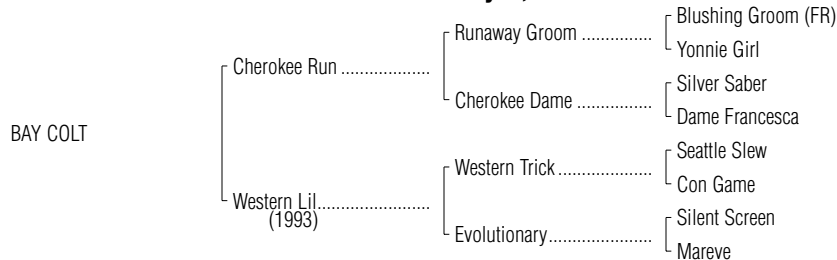 Blushing Groom (FR)
Runaway Groom ................
Yonnie Girl
Cherokee Run ...................
Silver Saber
Cherokee Dame ................
Dame Francesca
BAY COLT
Seattle Slew
Western Trick ....................
Con Game
Western Lil........................
(1993)
Silent Screen
Evolutionary......................
Mareve